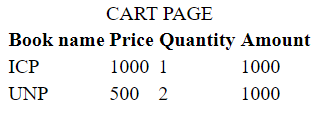 CART PAGE
Book name Price Quantity Amount
ICP 1000 1 1000
UNP 500 2 1000